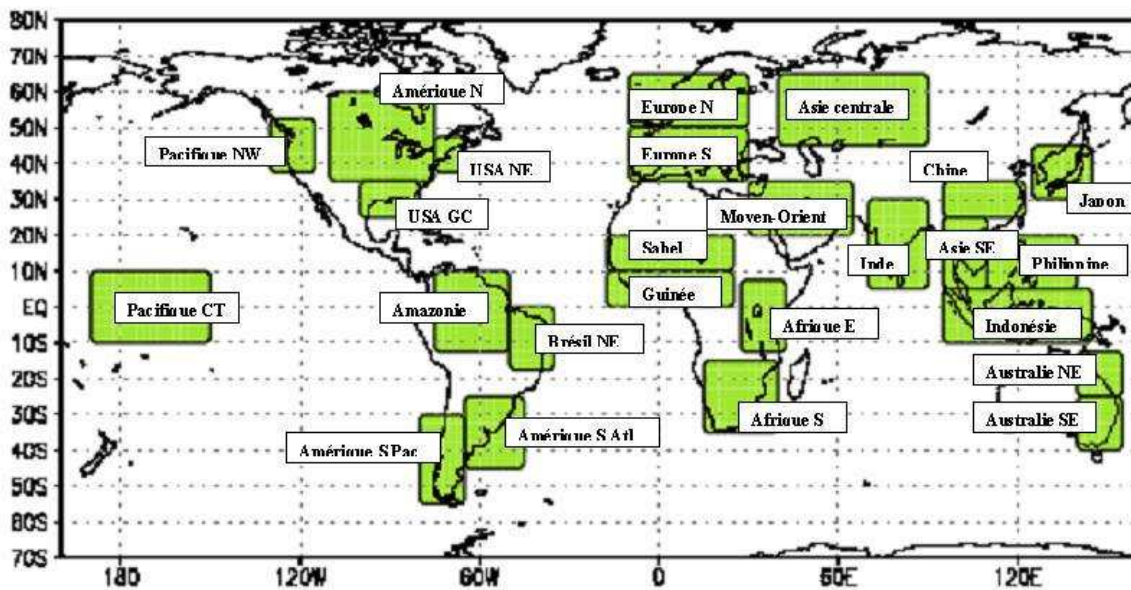 80N
70N
60N
50N
40N
30N
20N
10N
EQ
10S
20S
30S
40S
50S
60S
70S
Amérique N
Europe N
Asie centrale
Pacifique NW
USA NE
Europe S
Chine
Japon
USA GC
Moyen-Orient
Sahel
Inde
Asie SE
Philippine
Pacifique CT
Amazonie
Guinée
Brésil NE
Afrique E
Indonésie
Australie NE
Amérique S Pac
Amérique S Atl
Afrique S
Australie SE
80S
70S
180
120W
60W
0
60E
120E